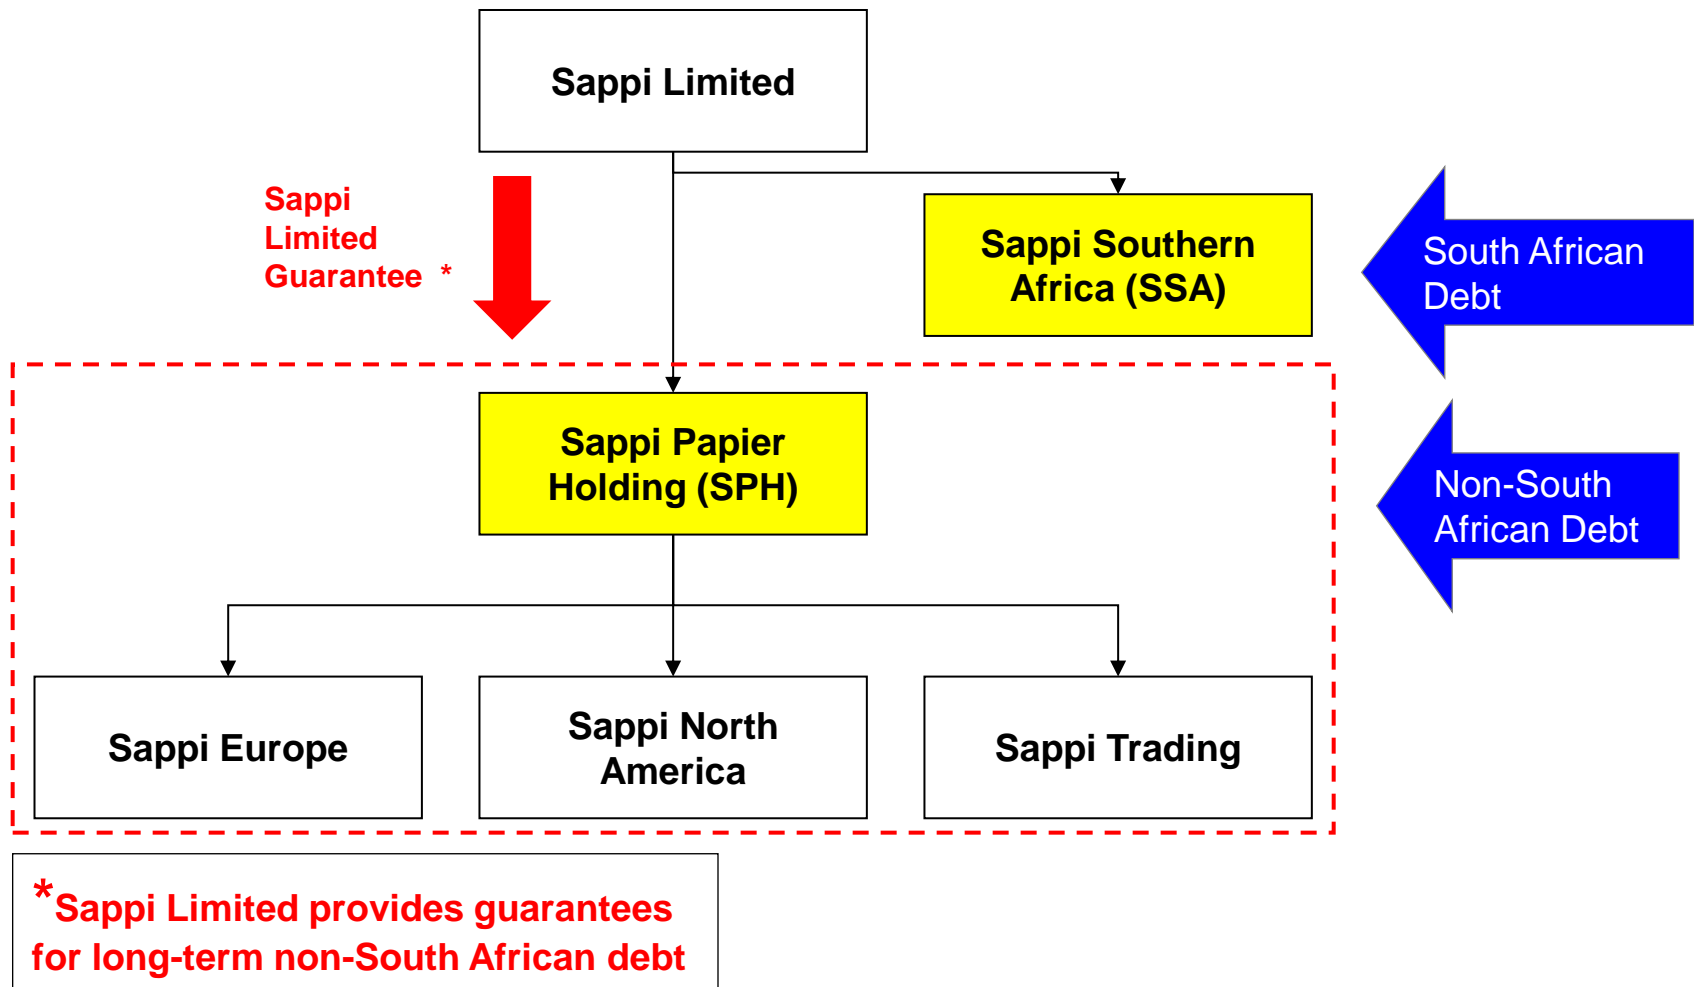 Sappi Limited
Sappi
Limited
Guarantee *
Sappi Southern
Africa (SSA)
South African
Debt
Sappi Papier
Holding (SPH)
Non-South
African Debt
Sappi Europe
Sappi North
America
Sappi Trading
*Sappi Limited provides guarantees
for long-term non-South African debt